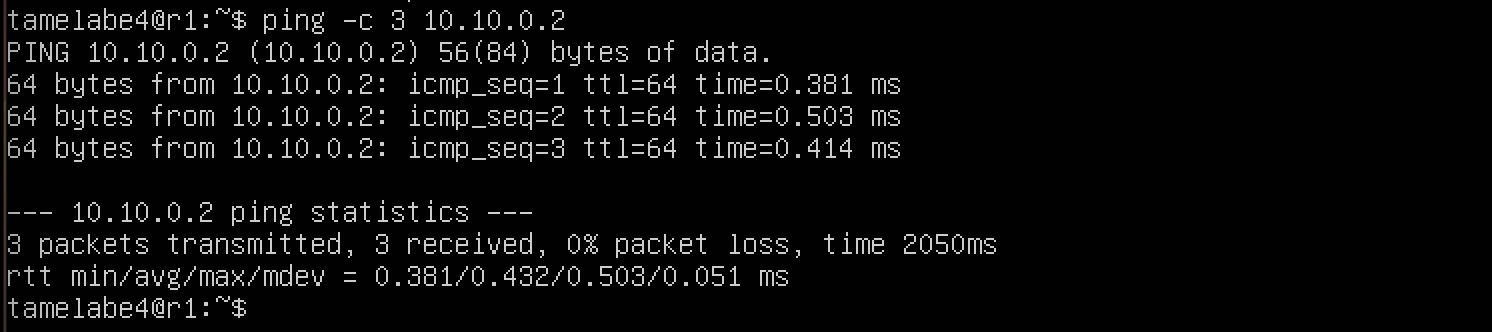 tamelabe4@r1:~$ ping -c 3 10.10.0.2
PING 10.10.0.2 (10.10.0.2) 56(84) bytes of data.
64 bytes from 10.10.0.2: icmp_seq=1 ttl=64 time=0.381 ms
64 bytes from 10.10.0.2: icmp_seq=2 ttl=64 time=0.503 ms
64 bytes from 10.10.0.2: icmp_seq=3 ttl=64 time=0.414 ms
--- 10.10.0.2 ping statistics ---
3 packets transmitted, 3 received, 0% packet loss, time 2050ms
rtt min/avg/max/mdev = 0.381/0.432/0.503/0.051 ms
tamelabe4@r1:~$